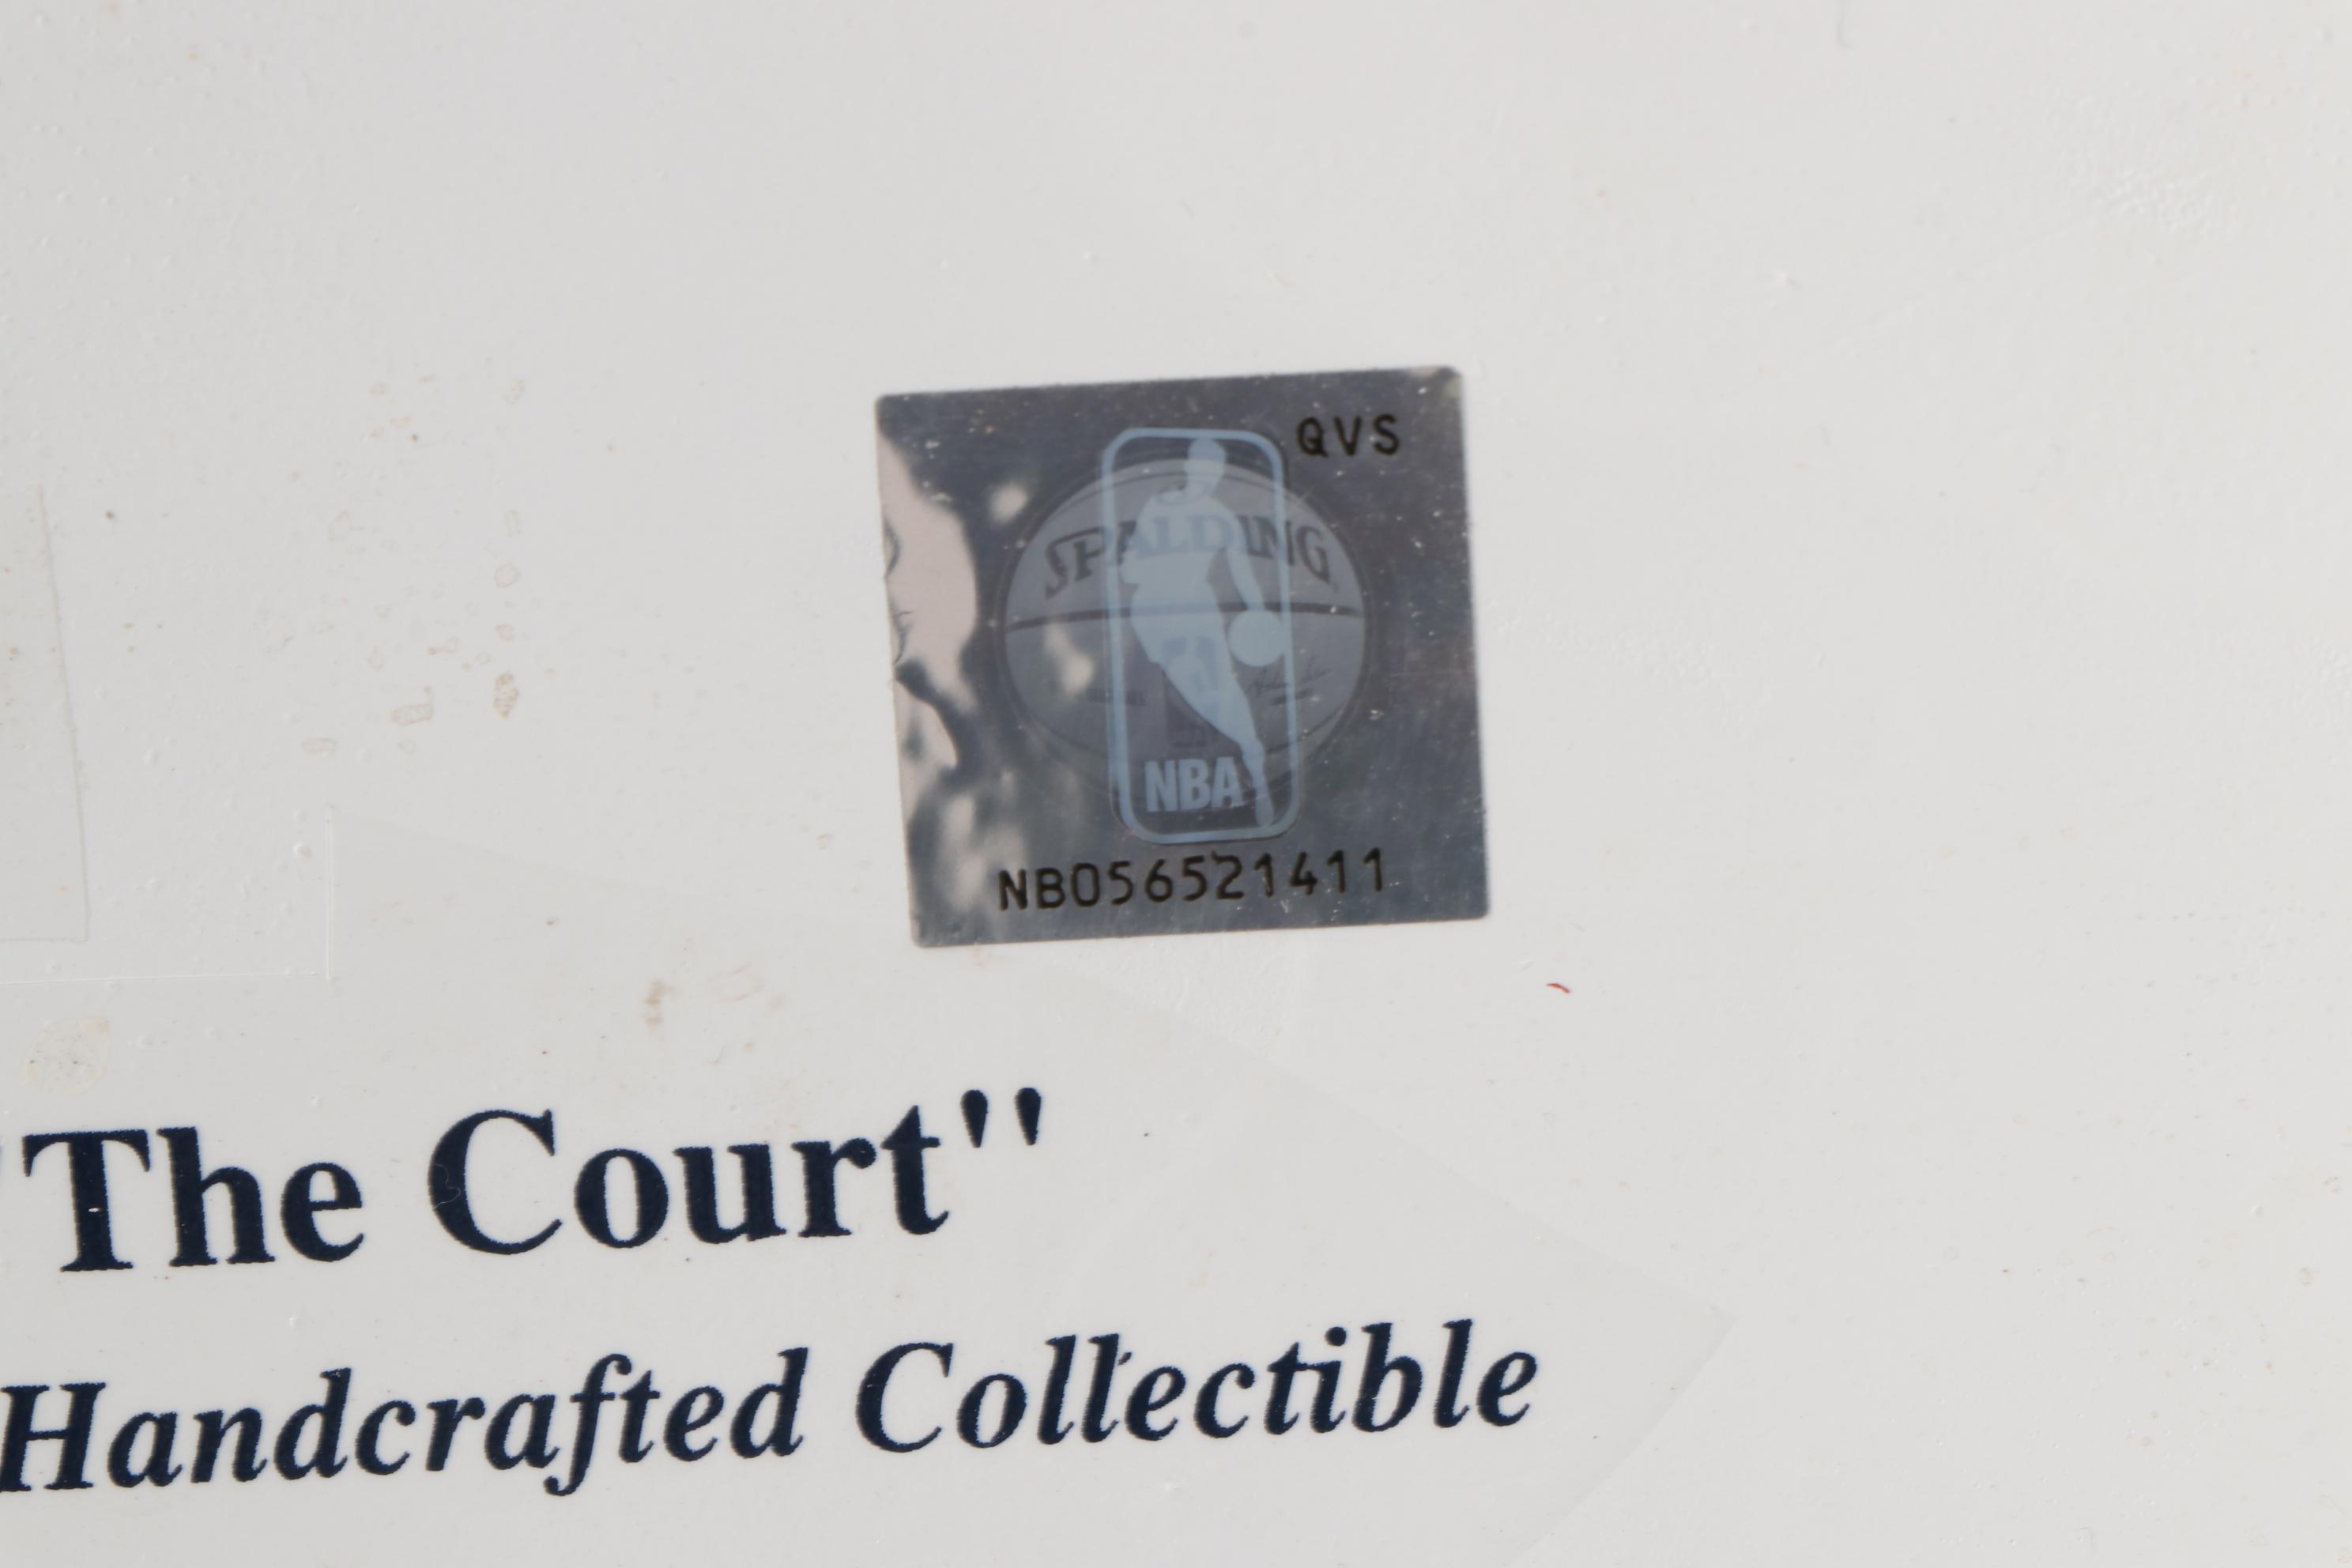 QVS
SPALDING
NBA
NB056521411
"The Court"
Handcrafted Collectible